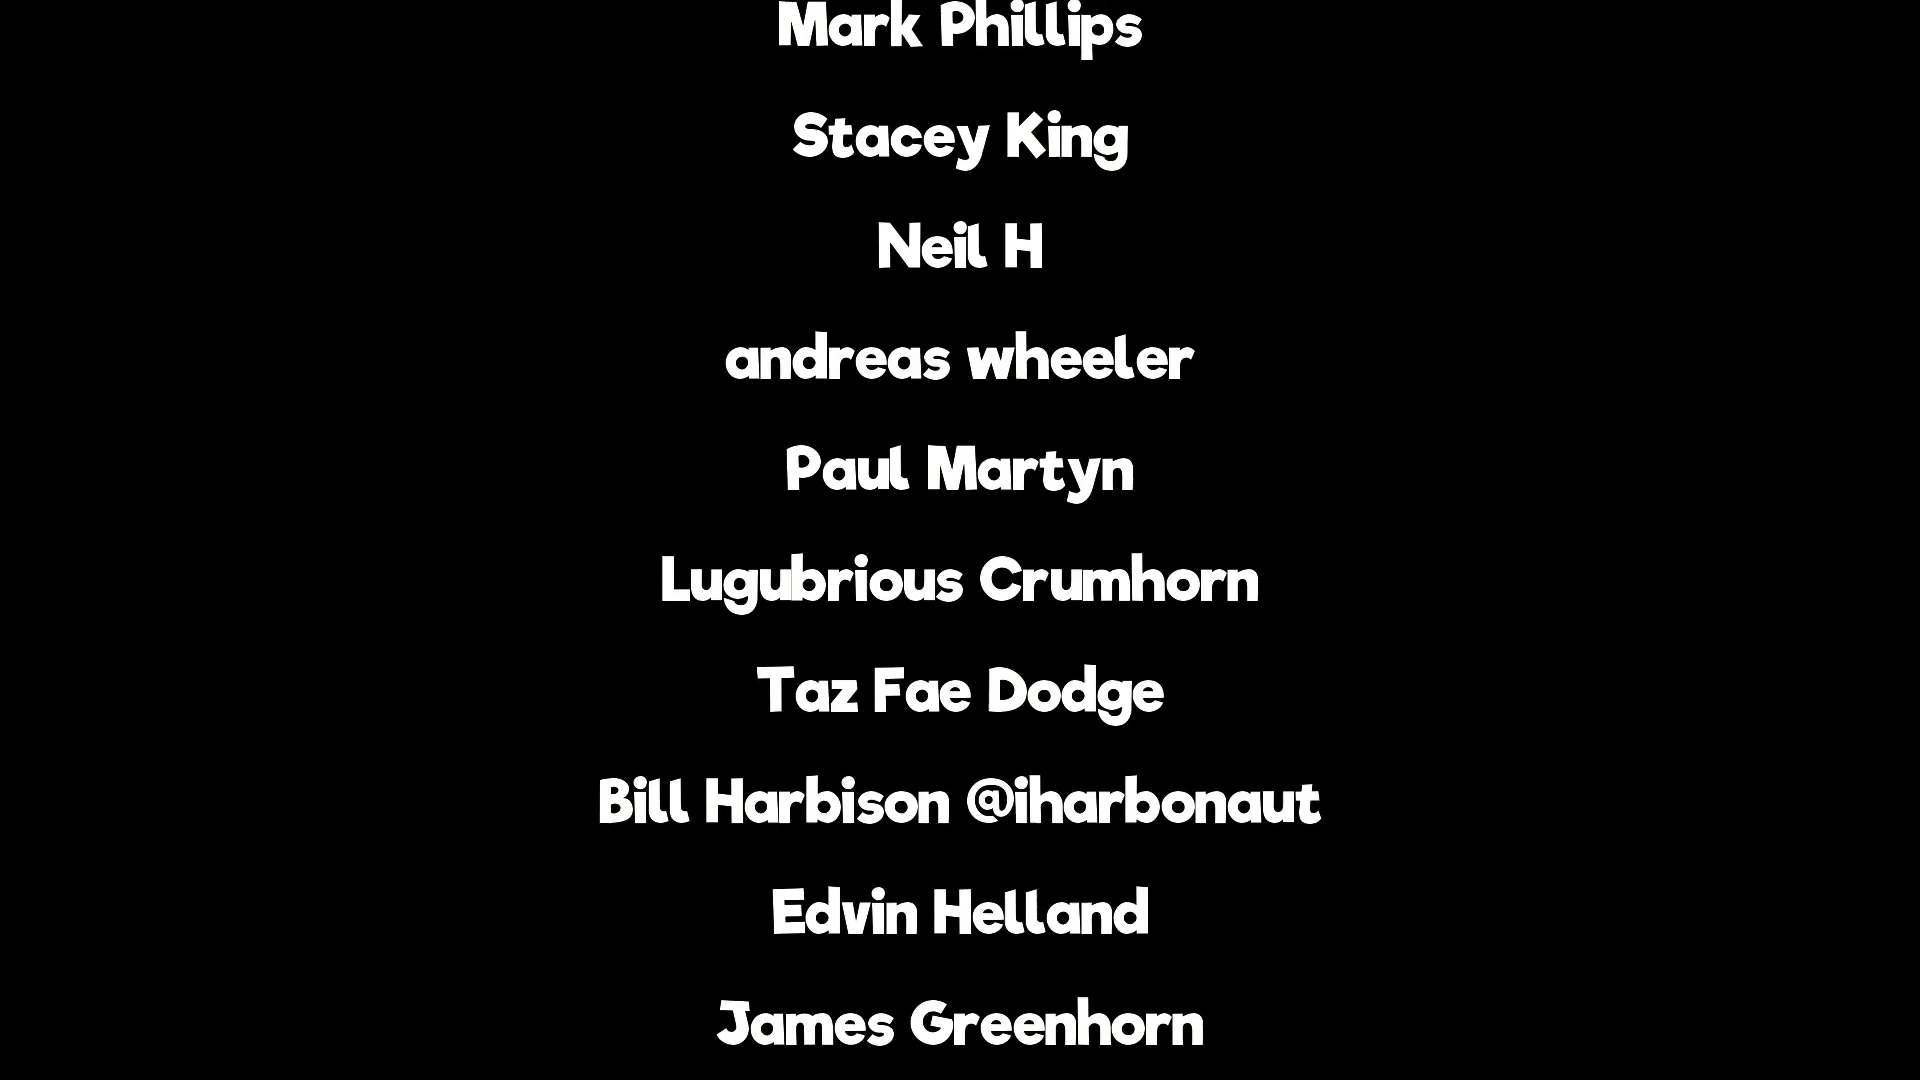 Mark Phillips
Stacey King
Neil H
andreas wheeler
Paul Martyn
Lugubrious Crumhorn
Taz Fae Dodge
Bill Harbison @iharbonaut
Edvin Helland
James Greenhorn